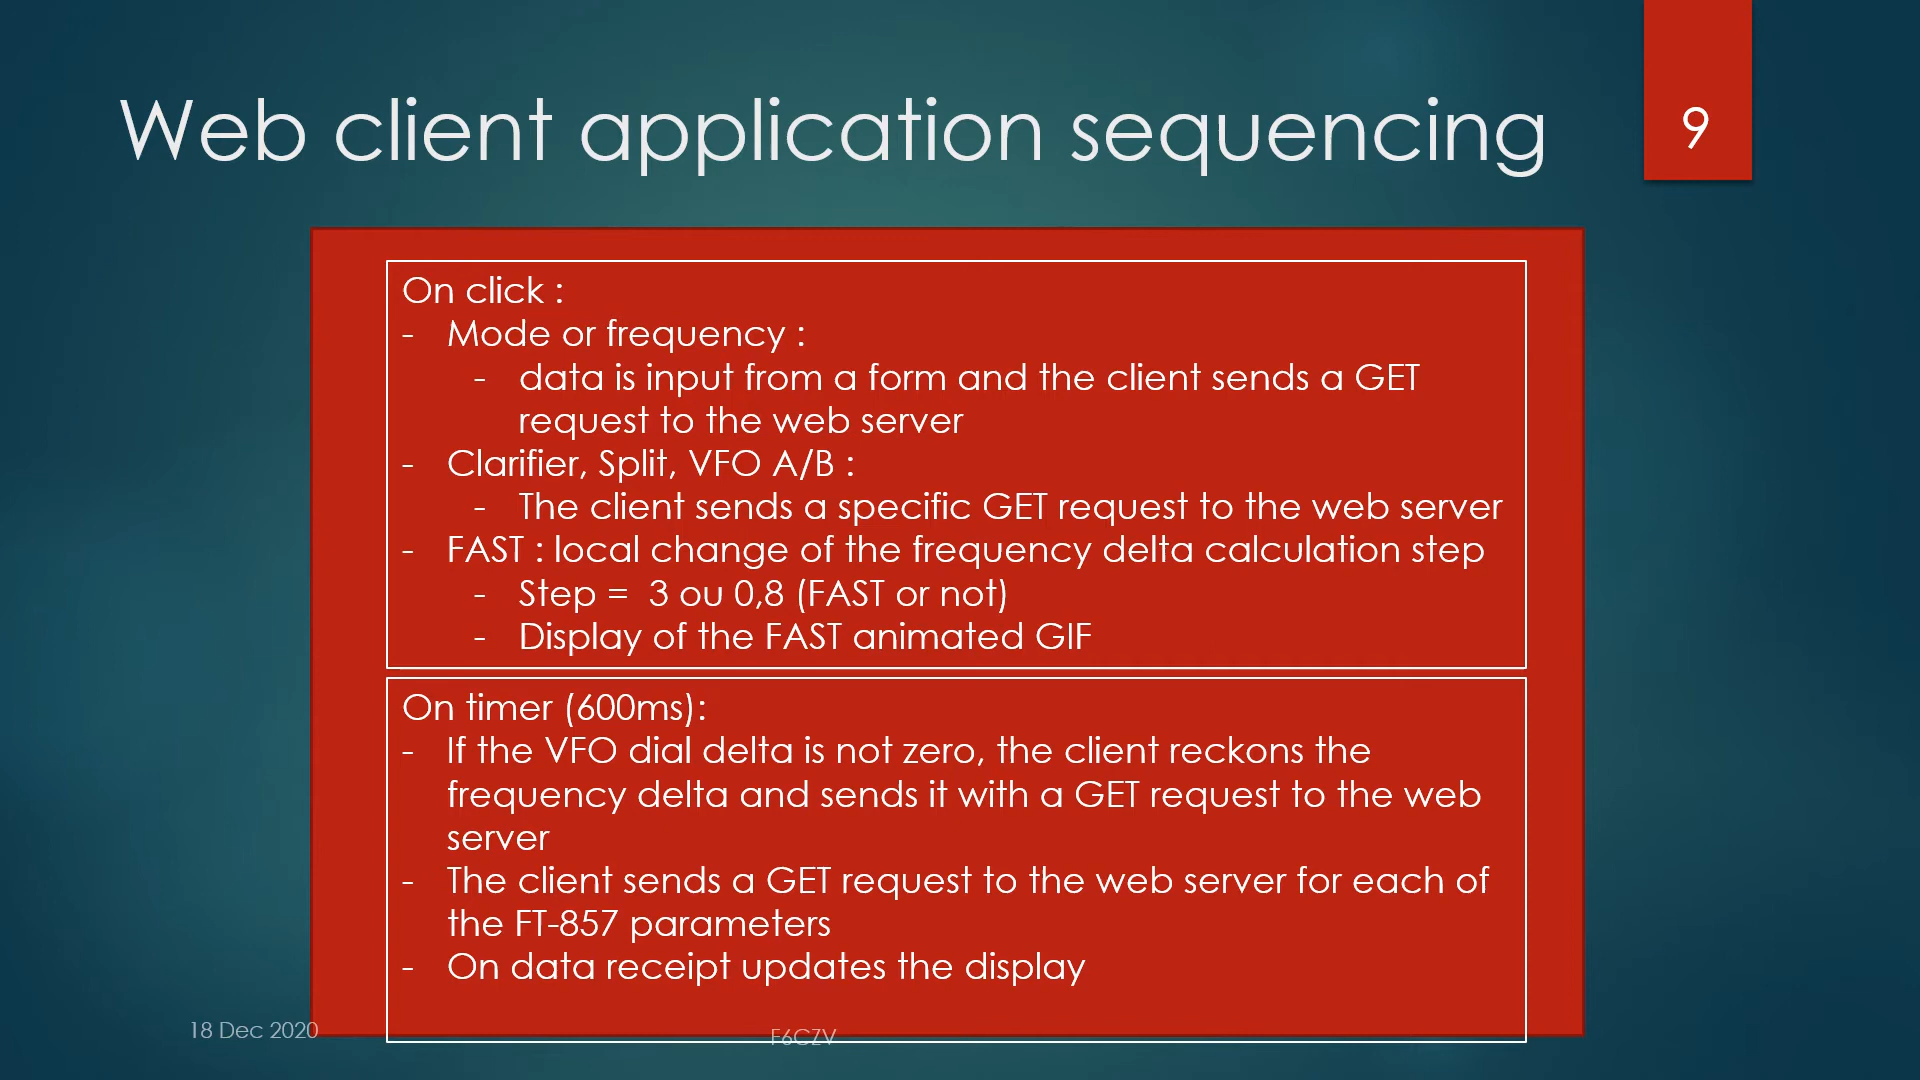 Web client application sequencing
9
On click :
- Mode or frequency :
- data is input from a form and the client sends a GET
request to the web server
- Clarifier, Split, VFO A/B :
- The client sends a specific GET request to the web server
- FAST : local change of the frequency delta calculation step
- Step = 3 ou 0,8 (FAST or not)
- Display of the FAST animated GIF
On timer (600ms):
- If the VFO dial delta is not zero, the client reckons the
frequency delta and sends it with a GET request to the web
server
- The client sends a GET request to the web server for each of
the FT-857 parameters
- On data receipt updates the display
18 Dec 2020
F6CZV